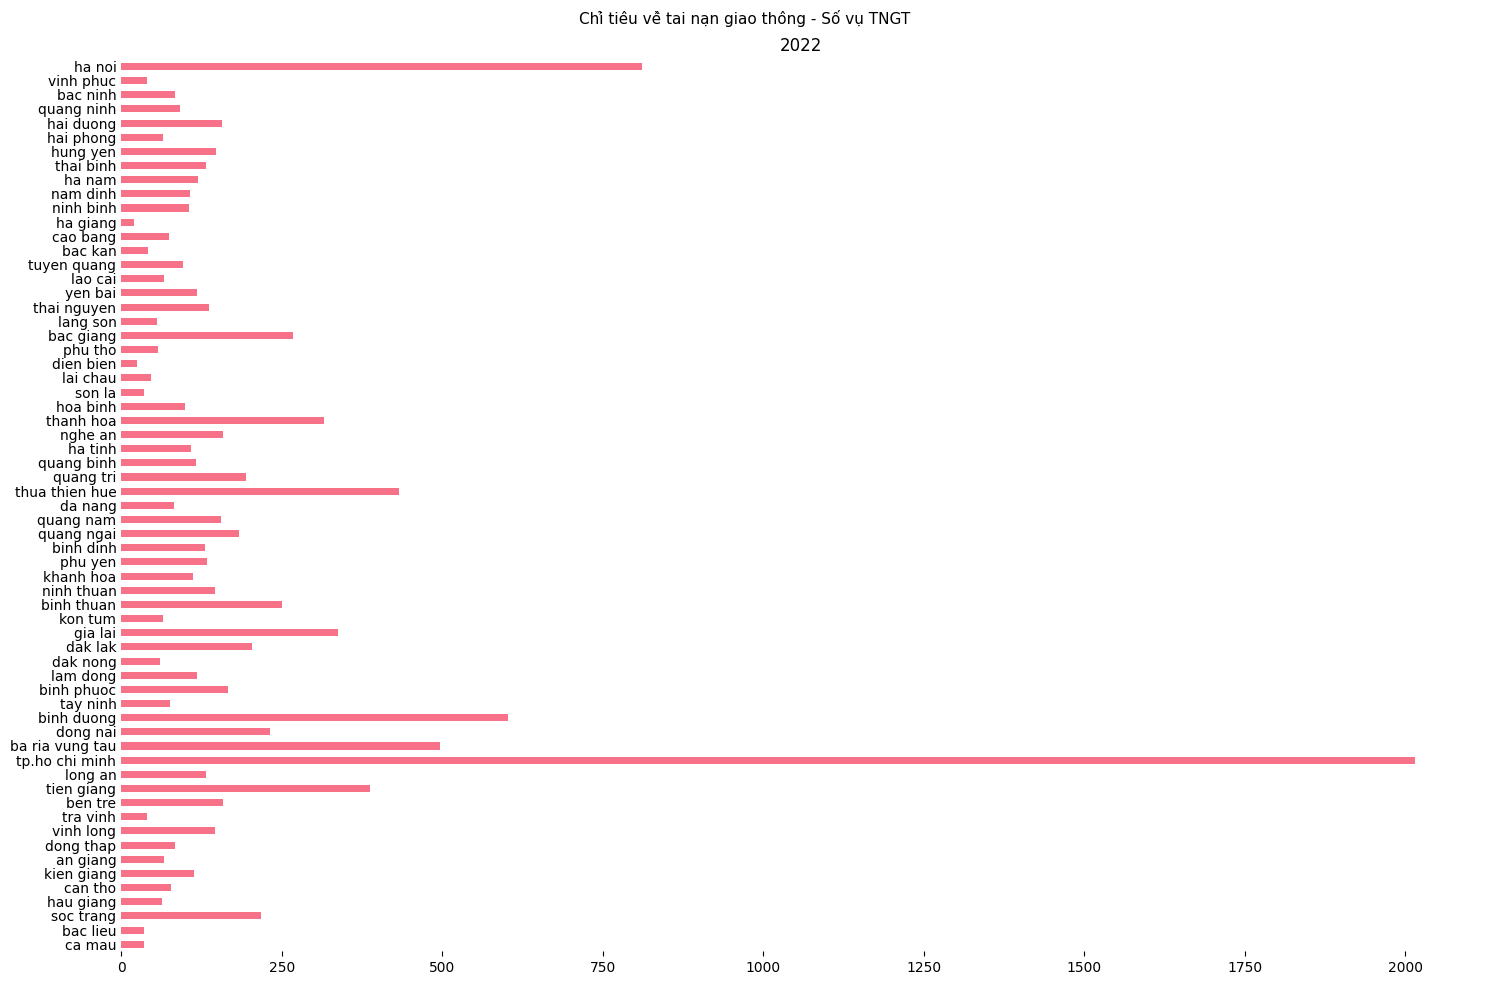 Chỉ tiêu về tai nạn giao thông - Số vụ TNGT
2022
ha noi
vinh phuc
bac ninh
quang ninh
hai duong
hai phong
hung yen
thai binh
ha nam
nam dinh
ninh binh
ha giang
cao bang
bac kan
tuyen quang
lao cai
yen bai
thai nguyen
lang son
bac giang
phu tho
dien bien
lai chau
son la
hoa binh
thanh hoa
nghe an
ha tinh
quang binh
quang tri
thua thien hue
da nang
quang nam
quang ngai
binh dinh
phu yen
khanh hoa
ninh thuan
binh thuan
kon tum
gia lai
dak lak
dak nong
lam dong
binh phuoc
tay ninh
binh duong
dong nai
ba ria vung tau
tp.ho chi minh
long an
tien giang
ben tre
tra vinh
vinh long
dong thap
an giang
kien giang
can tho
hau giang
soc trang
bac lieu
ca mau
0 250 500 750 1000 1250 1500 1750 2000